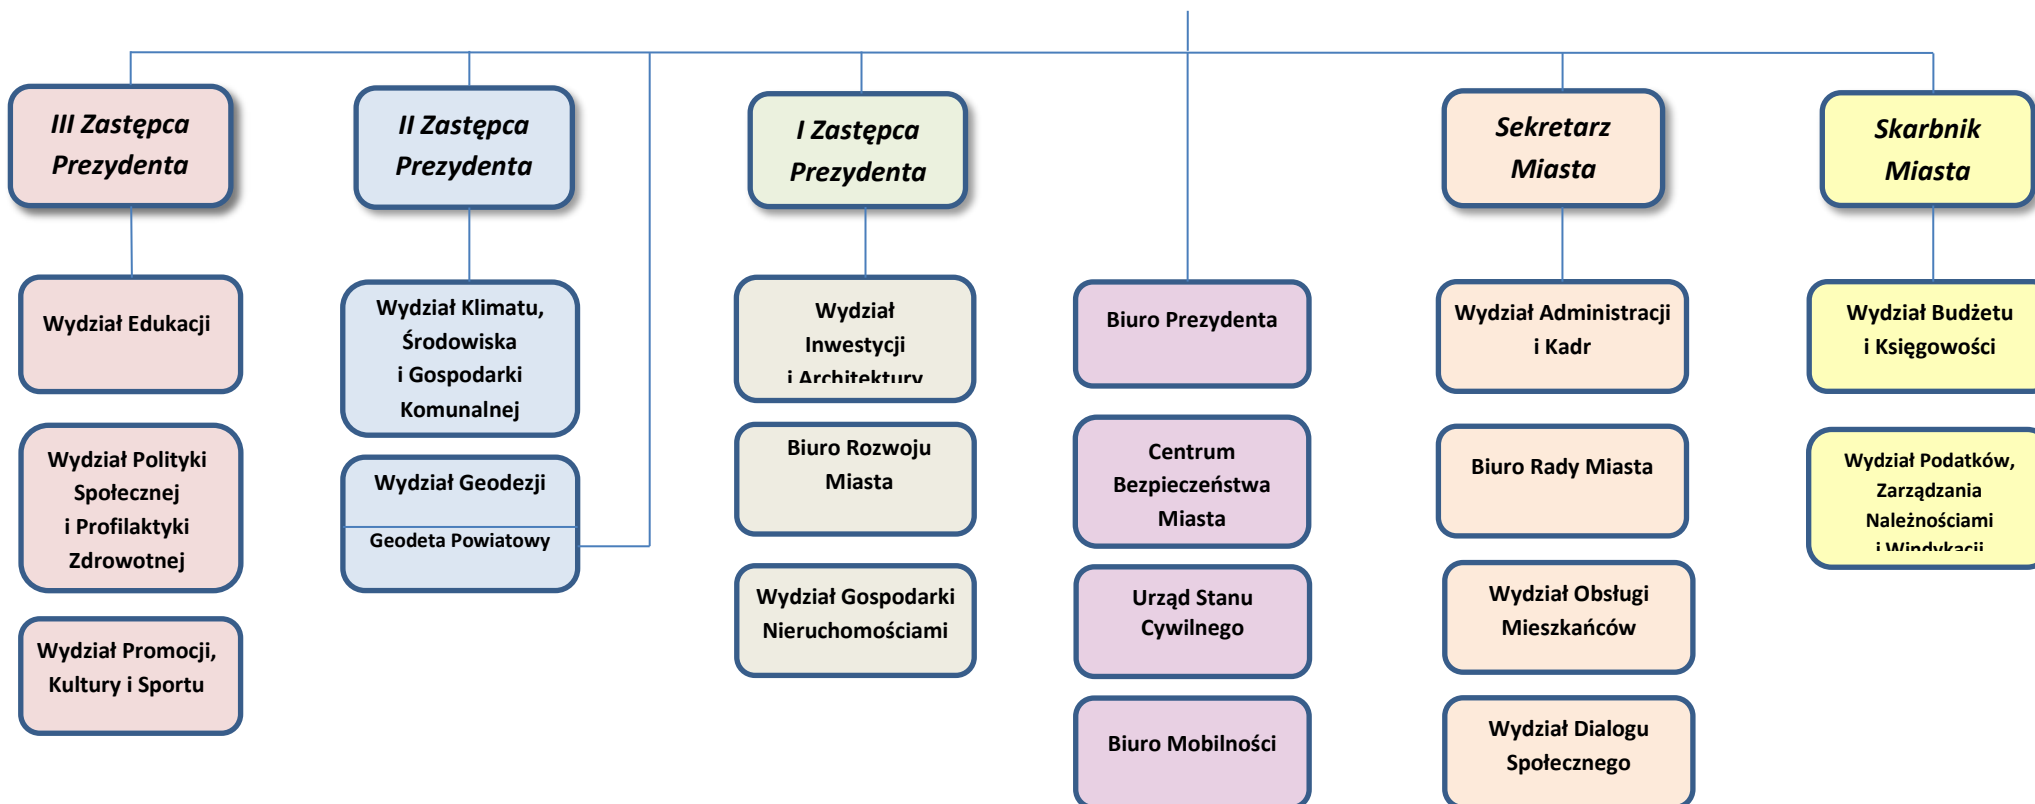 III Zastępca
Prezydenta
II Zastępca
Prezydenta
I Zastępca
Prezydenta
Sekretarz
Miasta
Skarbnik
Miasta
Wydział Edukacji
Wydział Polityki
Społecznej
i Profilaktyki
Zdrowotnej
Wydział Promocji,
Kultury i Sportu
Wydział Klimatu,
Środowiska
i Gospodarki
Komunalnej
Wydział Geodezji
Geodeta Powiatowy
Wydział
Inwestycji
i Architektury
Biuro Rozwoju
Miasta
Wydział Gospodarki
Nieruchomościami
Biuro Prezydenta
Centrum
Bezpieczeństwa
Miasta
Urząd Stanu
Cywilnego
Biuro Mobilności
Wydział Administracji
i Kadr
Biuro Rady Miasta
Wydział Obsługi
Mieszkańców
Wydział Dialogu
Społecznego
Wydział Budżetu
i Księgowości
Wydział Podatków,
Zarządzania
Należnościami
i Windykacji